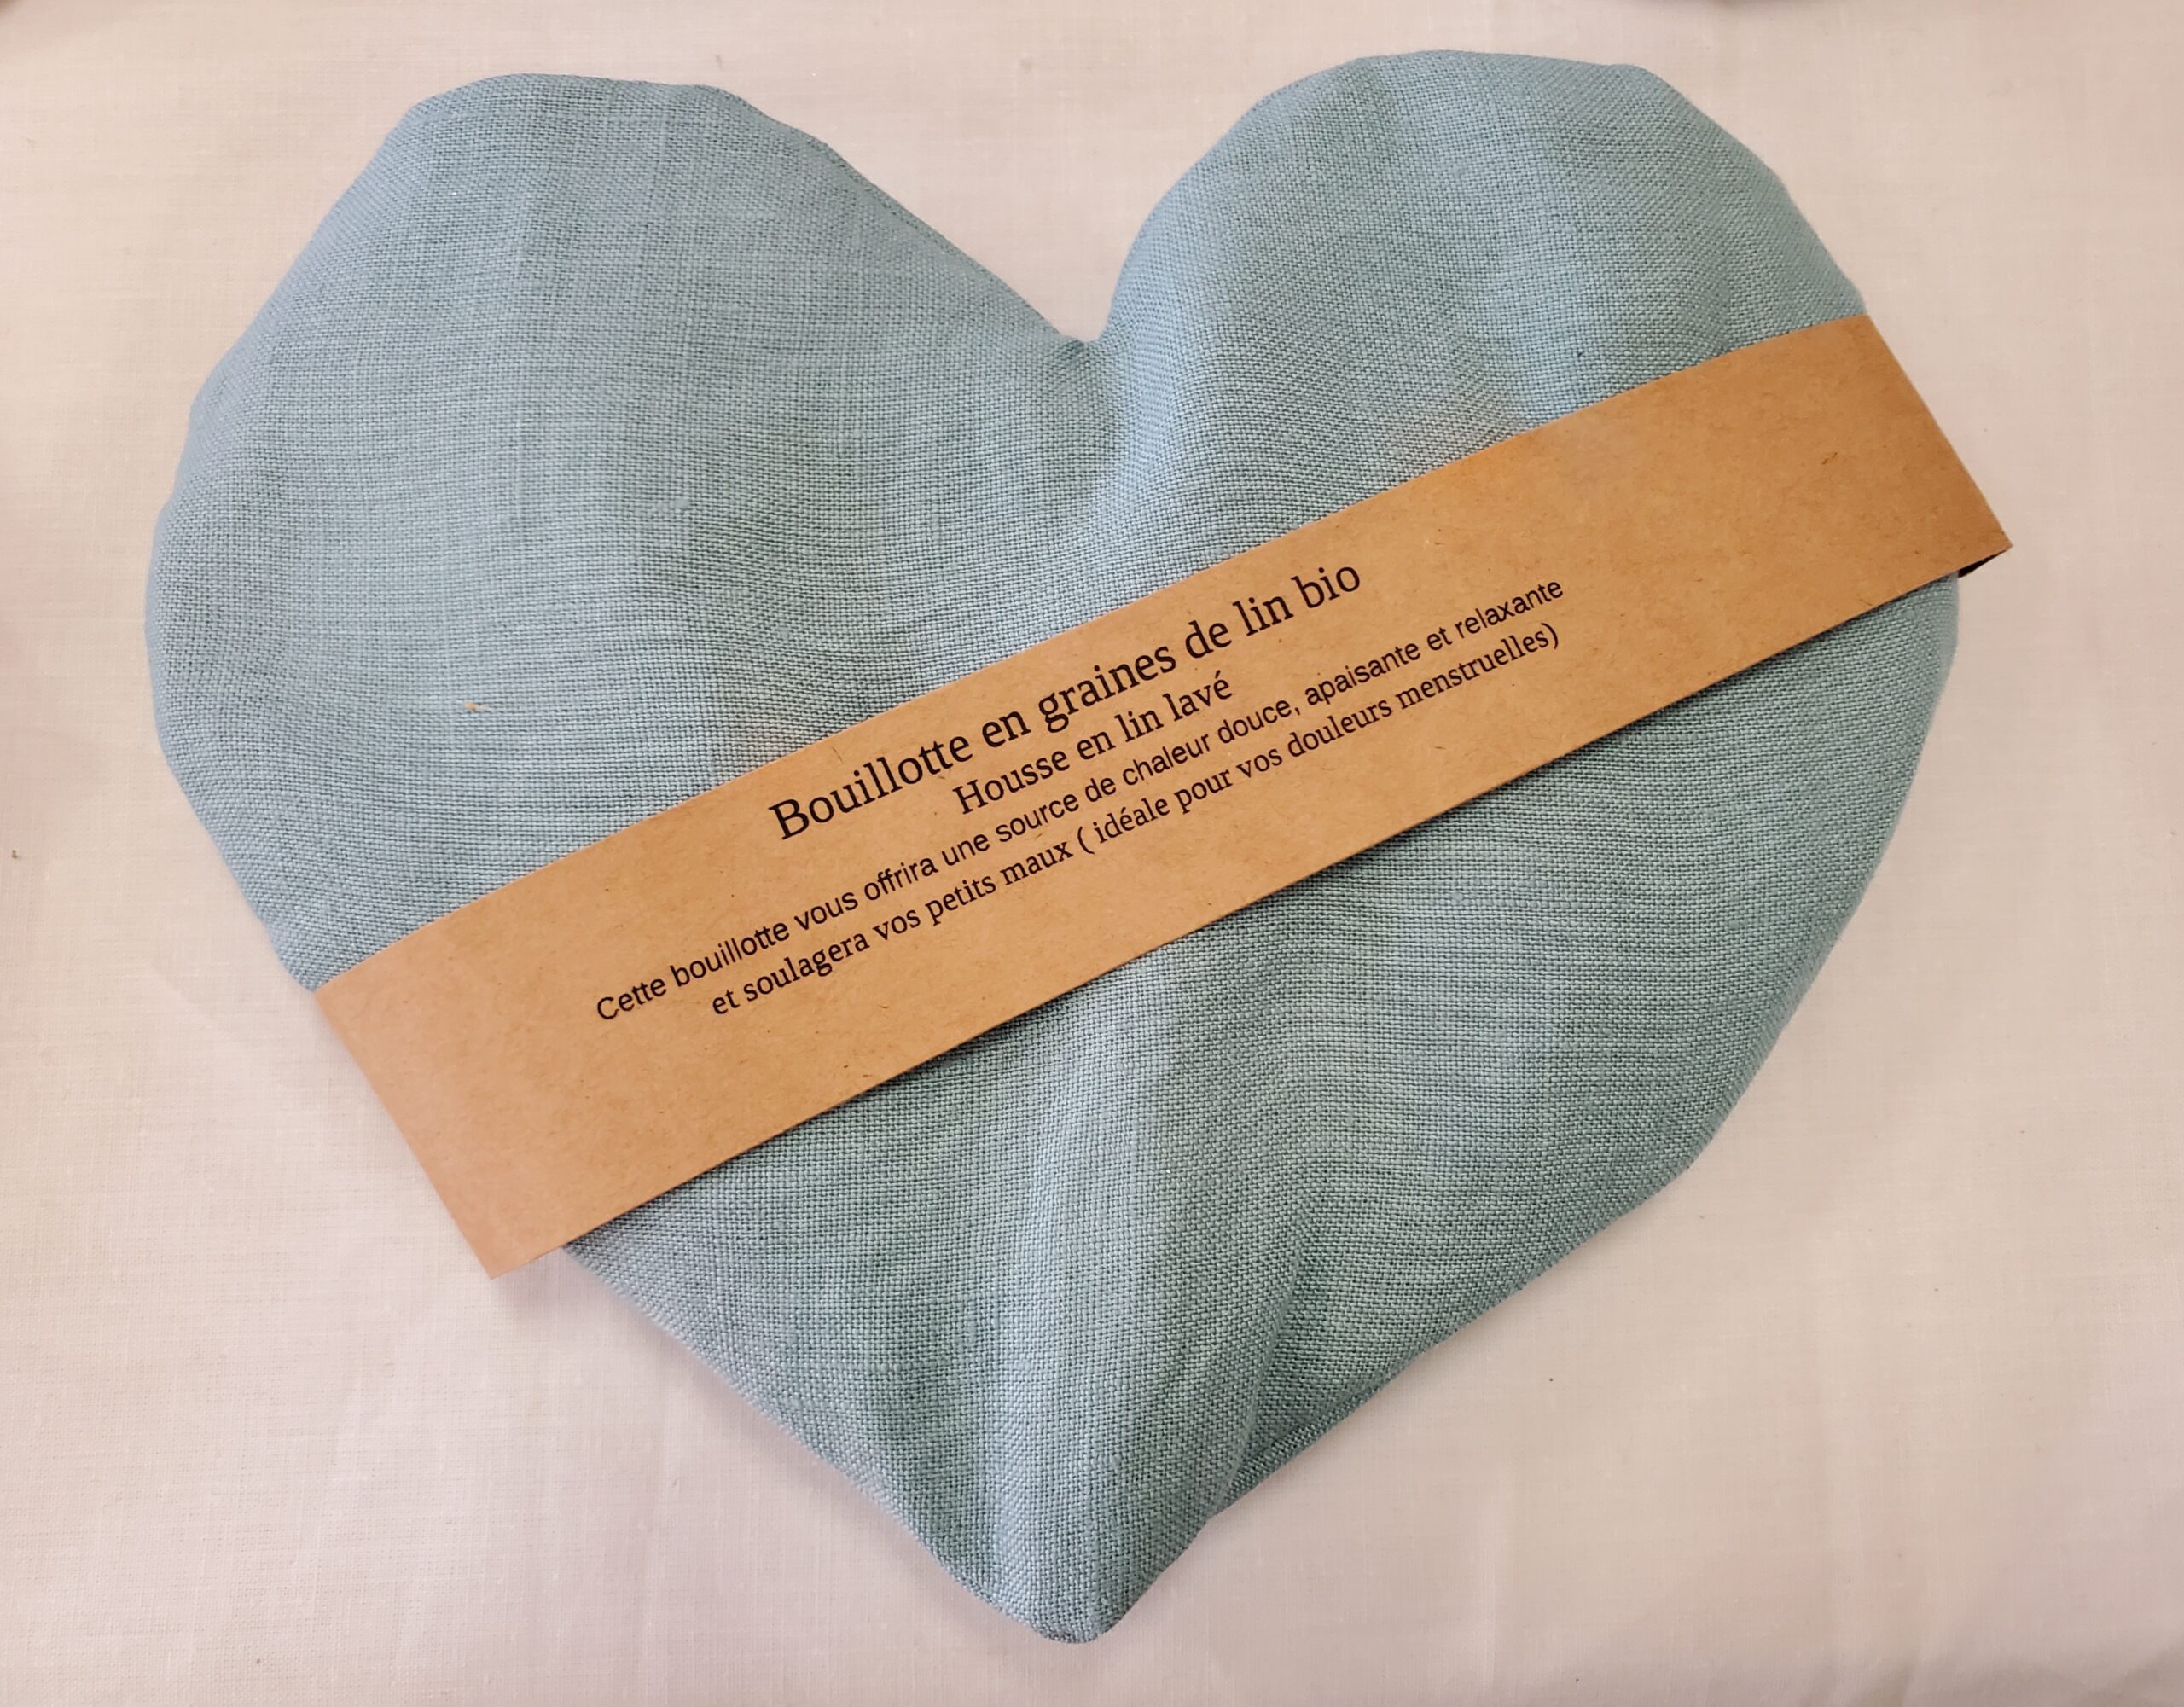 Bouillotte en graines de lin bio
Housse en lin lavé
Cette bouillotte vous offrira une source de chaleur douce, apaisante et relaxante
et soulagera vos petits maux ( idéale pour vos douleurs menstruelles)